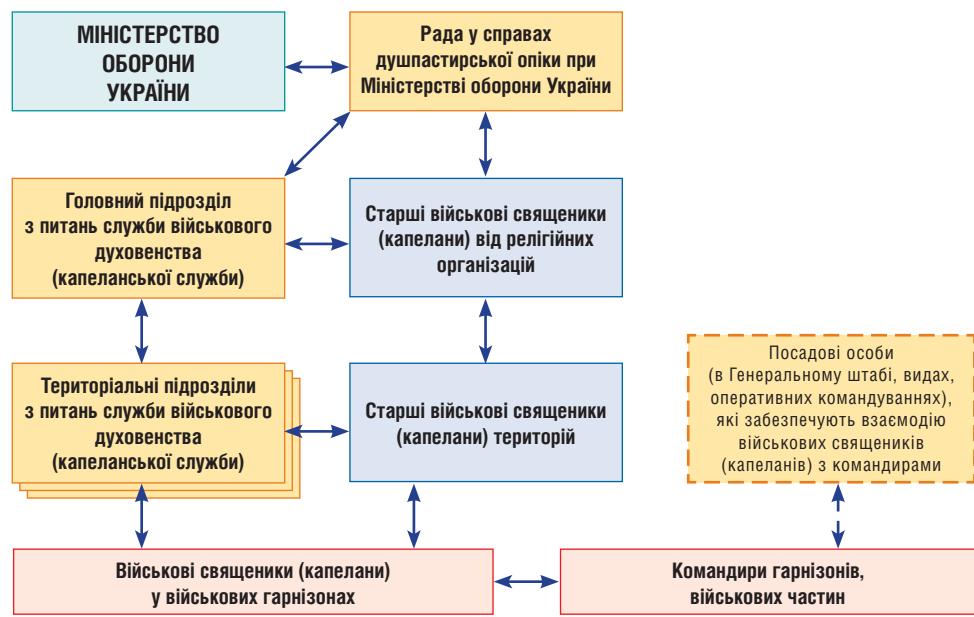 МІНІСТЕРСТВО
ОБОРОНИ
УКРАЇНИ
Рада у справах
душпастирської опіки при
Міністерстві оборони України
Головний підрозділ
з питань служби військового
духовенства
(капеланської служби)
Старші військові священики
(капелани) від релігійних
організацій
Територіальні підрозділи
з питань служби військового
духовенства
(капеланської служби)
Старші військові священики
(капелани) територій
Посадові особи
(в Генеральному штабі, видах,
оперативних командуваннях),
які забезпечують взаємодію
військових священиків
(капеланів) з командирами
Військові священики (капелани)
у військових гарнізонах
Командири гарнізонів,
військових частин